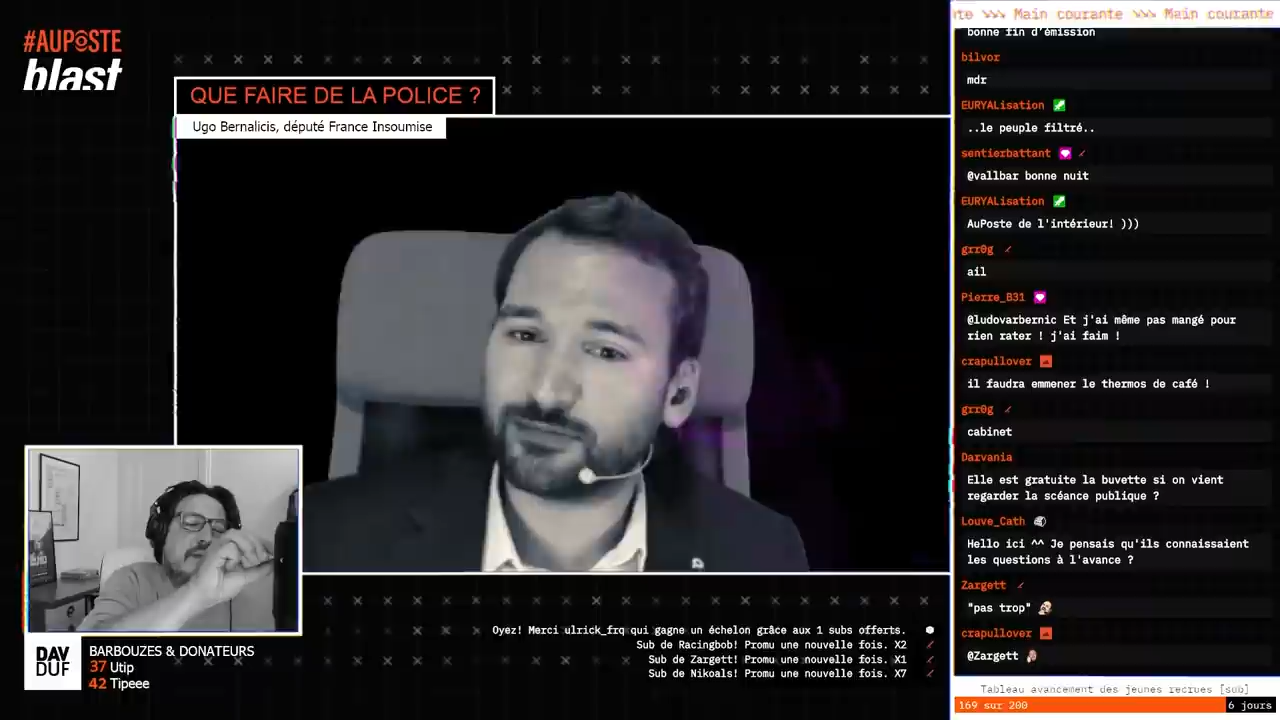 #AUPOSTE
blast
QUE FAIRE DE LA POLICE ?
Ugo Bernalicis, député France Insoumise
DAV
DUF
BARBOUZES & DONATEURS
37 Utip
42 Tipeee
Oyez! Merci ulrick_frq qui gagne un échelon grâce aux 1 subs offerts.
Sub de Racingbob! Promu une nouvelle fois. X2
Sub de Zargett! Promu une nouvelle fois. X1
Sub de Nikoals! Promu une nouvelle fois. X7
te >>> Main courante >>> Main courante
bonne fin d'émission
bilvor
mdr
EURYALisation
..le peuple filtré..
sentierbattant
@vallbar bonne nuit
EURYALisation
AuPoste de l'intérieur! )))
grr0g
ail
Pierre_B31
@ludovarbernic Et j'ai même pas mangé pour
rien rater ! j'ai faim !
crapullover
il faudra emmener le thermos de café !
grr0g
cabinet
Darvania
Elle est gratuite la buvette si on vient
regarder la scéance publique ?
Louve_Cath
Hello ici ^^ Je pensais qu'ils connaissaient
les questions à l'avance ?
Zargett
"pas trop"
crapullover
@Zargett
Tableau avancement des jeunes recrues [sub]
169 sur 200
6 jours